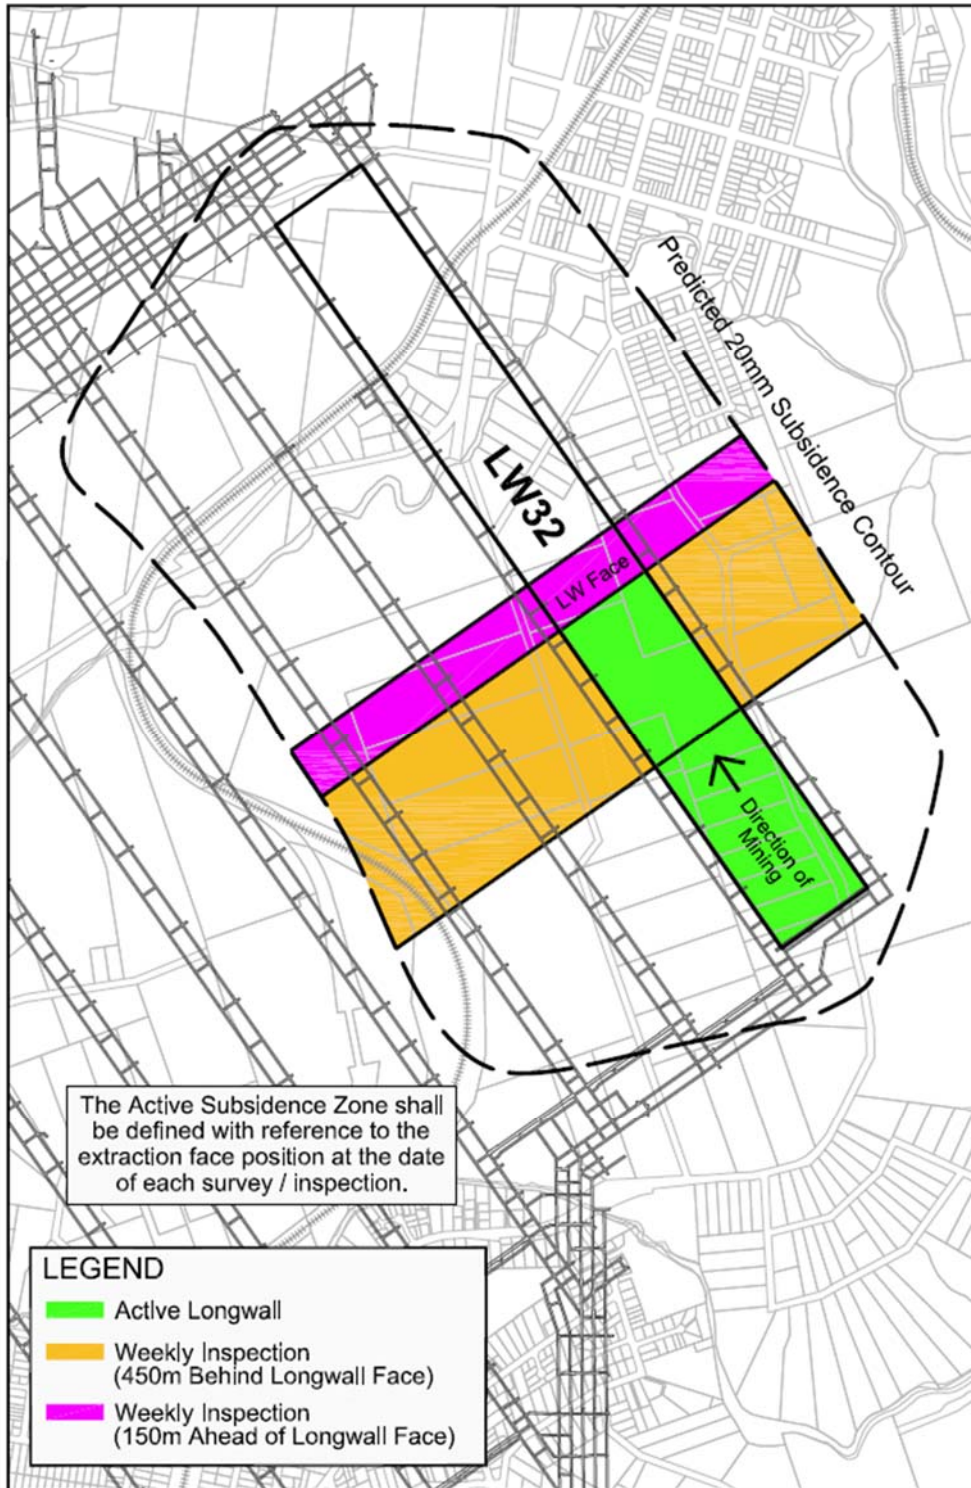 Predicted 20mm Subsidence Contour
LW32
LW Face
Direction of
Mining
The Active Subsidence Zone shall
be defined with reference to the
extraction face position at the date
of each survey / inspection.
LEGEND
Active Longwall
Weekly Inspection
(450m Behind Longwall Face)
Weekly Inspection
(150m Ahead of Longwall Face)